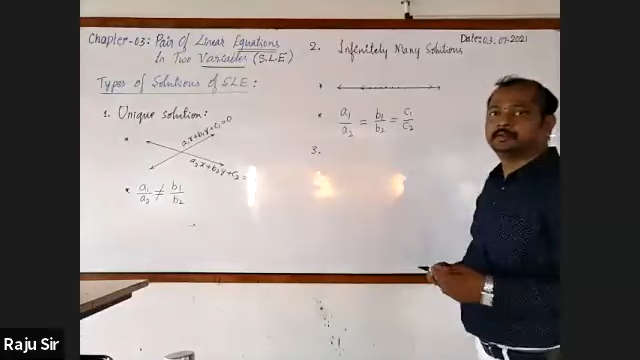 Chapter-03: Pair Of Linear Equations
In Two Variables (S.L.E)
Types of Solutions of SLE:
1. Unique solution:
* a₁x+b₁y+c₁=0
a₂x+b₂y+c₂=
* a₁/a₂ ≠ b₁/b₂
Date: 03.07.2021
2. Infinitely Many Solutions
*
* a₁/a₂ = b₁/b₂ = c₁/c₂
3.
Raju Sir